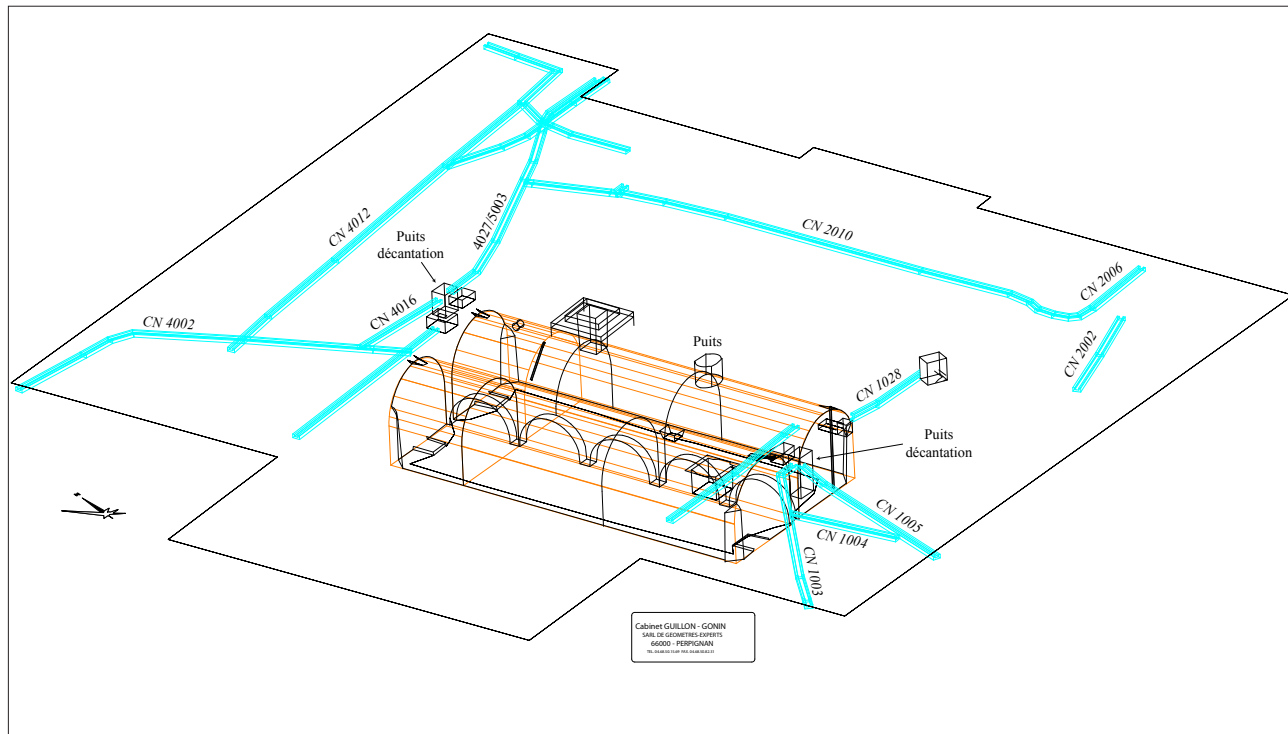 CN 4012
4027/5003
CN 2010
Puits
décantation
CN 2006
CN 4016
CN 4002
Puits
CN 2002
CN 1028
Puits
décantation
CN 1005
CN 1004
CN 1003
Cabinet GUILLON - GONIN
SARL DE GEOMETRES-EXPERTS
66000 - PERPIGNAN